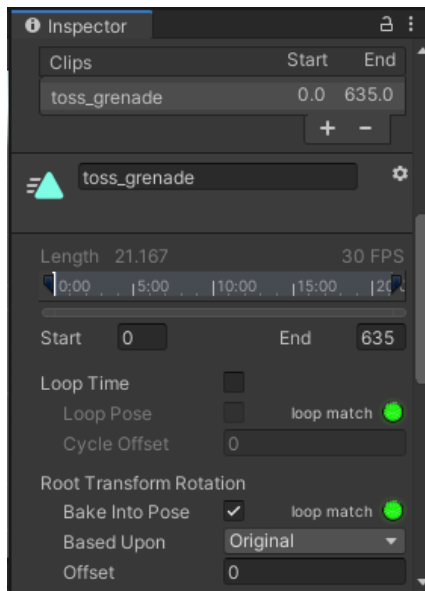 Inspector
Clips Start End
toss_grenade 0.0 635.0
+ -
toss_grenade
Length 21.167 30 FPS
0:00 5:00 10:00 15:00 20
Start 0 End 635
Loop Time
Loop Pose loop match
Cycle Offset 0
Root Transform Rotation
Bake Into Pose loop match
Based Upon Original
Offset 0